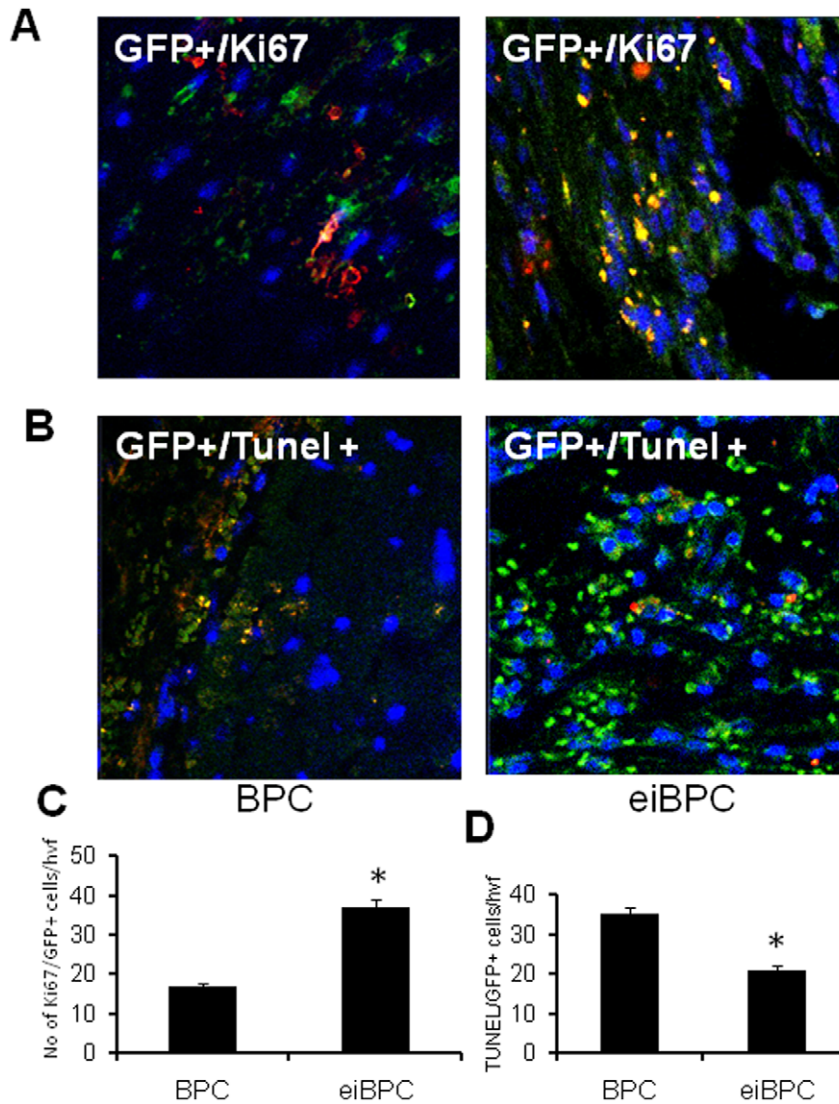 A
GFP+/Ki67
GFP+/Ki67
B
GFP+/Tunel +
GFP+/Tunel +
BPC
eiBPC
C
No of Ki67/GFP+ cells/hvf
50
40
30
20
10
0
*
BPC
eiBPC
D
TUNEL/GFP+ cells/hvf
40
30
20
10
0
*
BPC
eiBPC